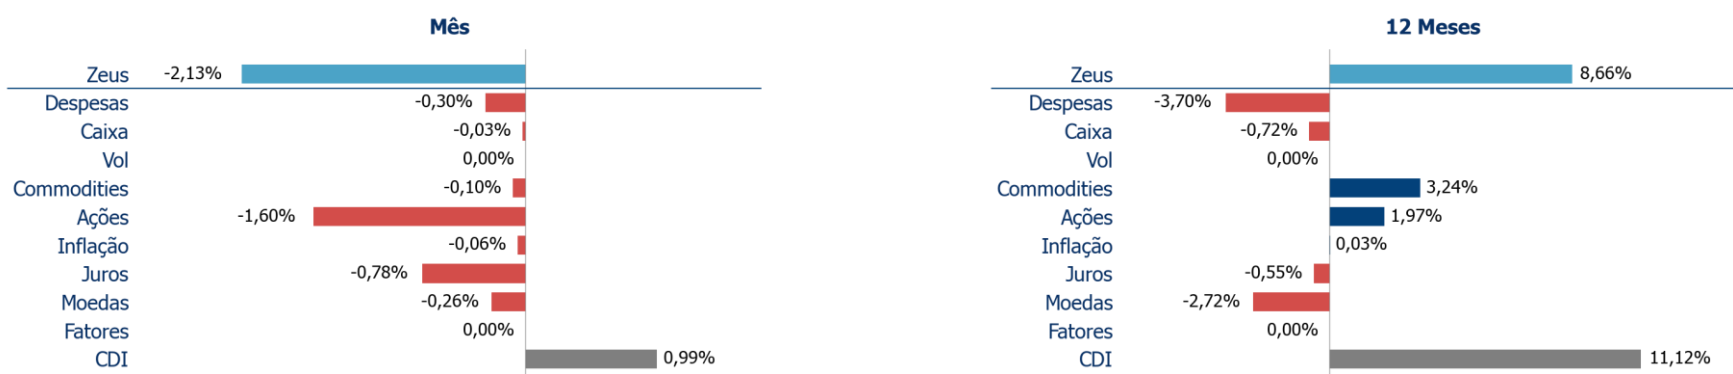 Mês
Zeus -2,13%
Despesas -0,30%
Caixa -0,03%
Vol 0,00%
Commodities -0,10%
Ações -1,60%
Inflação -0,06%
Juros -0,78%
Moedas -0,26%
Fatores 0,00%
CDI 0,99%
12 Meses
Zeus 8,66%
Despesas -3,70%
Caixa -0,72%
Vol 0,00%
Commodities 3,24%
Ações 1,97%
Inflação 0,03%
Juros -0,55%
Moedas -2,72%
Fatores 0,00%
CDI 11,12%